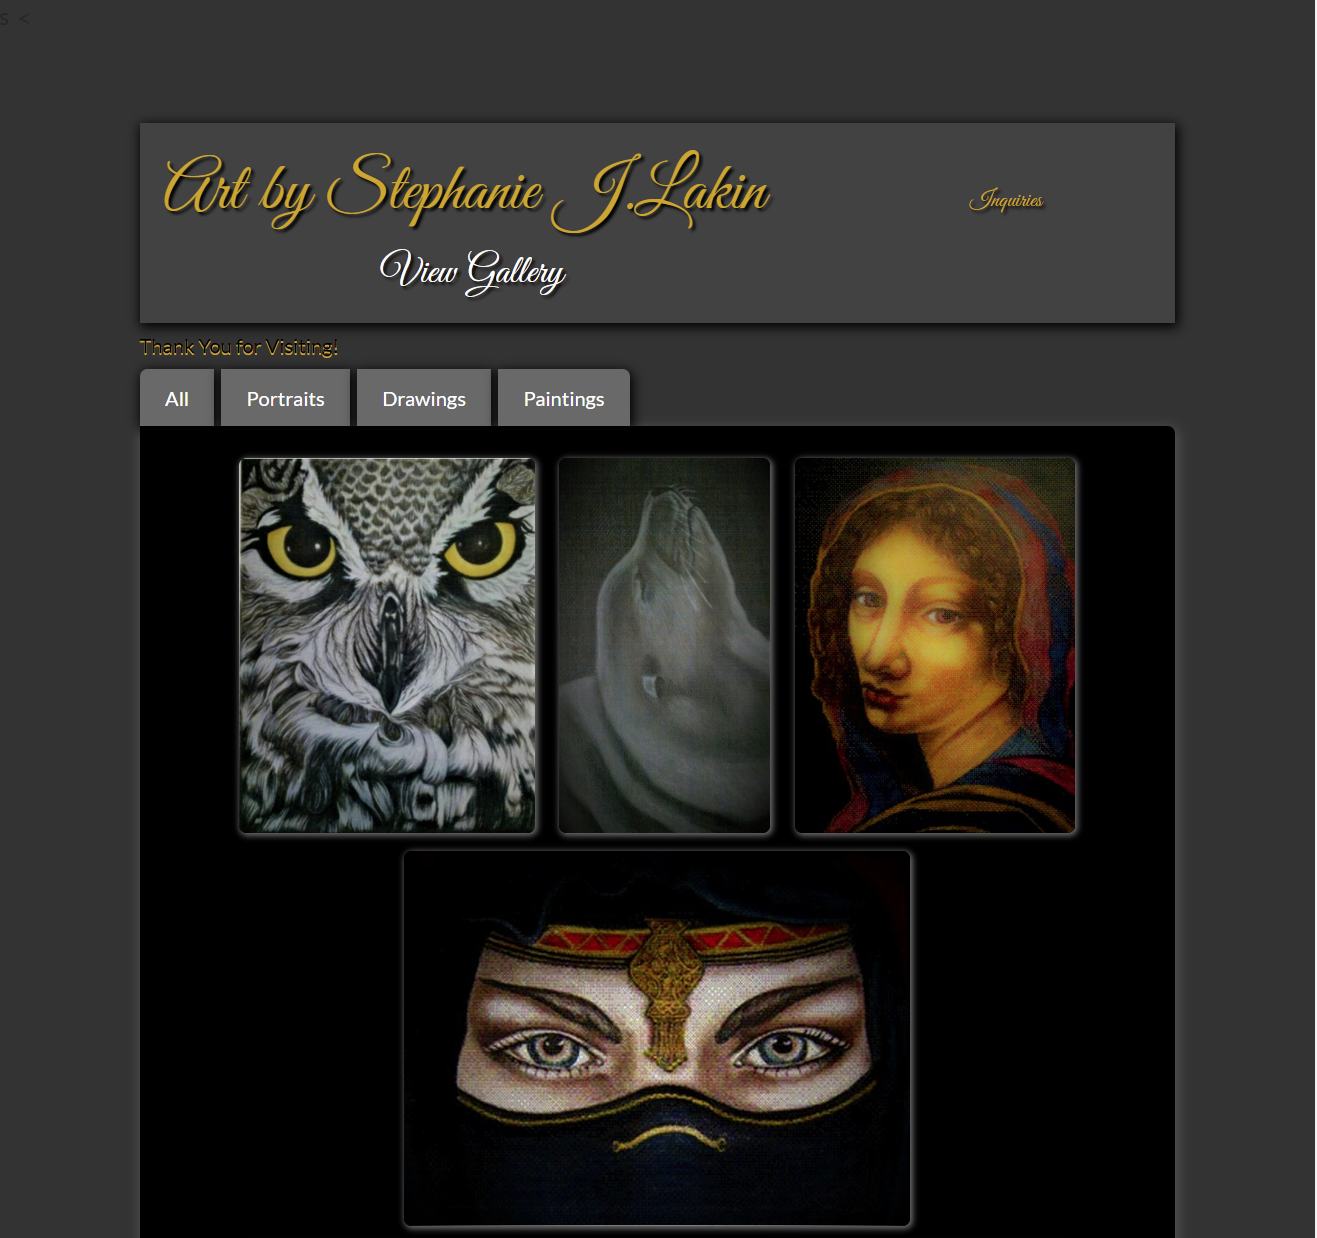 s <
Art by Stephanie J.Lakin
Inquiries
View Gallery
Thank You for Visiting!
All
Portraits
Drawings
Paintings